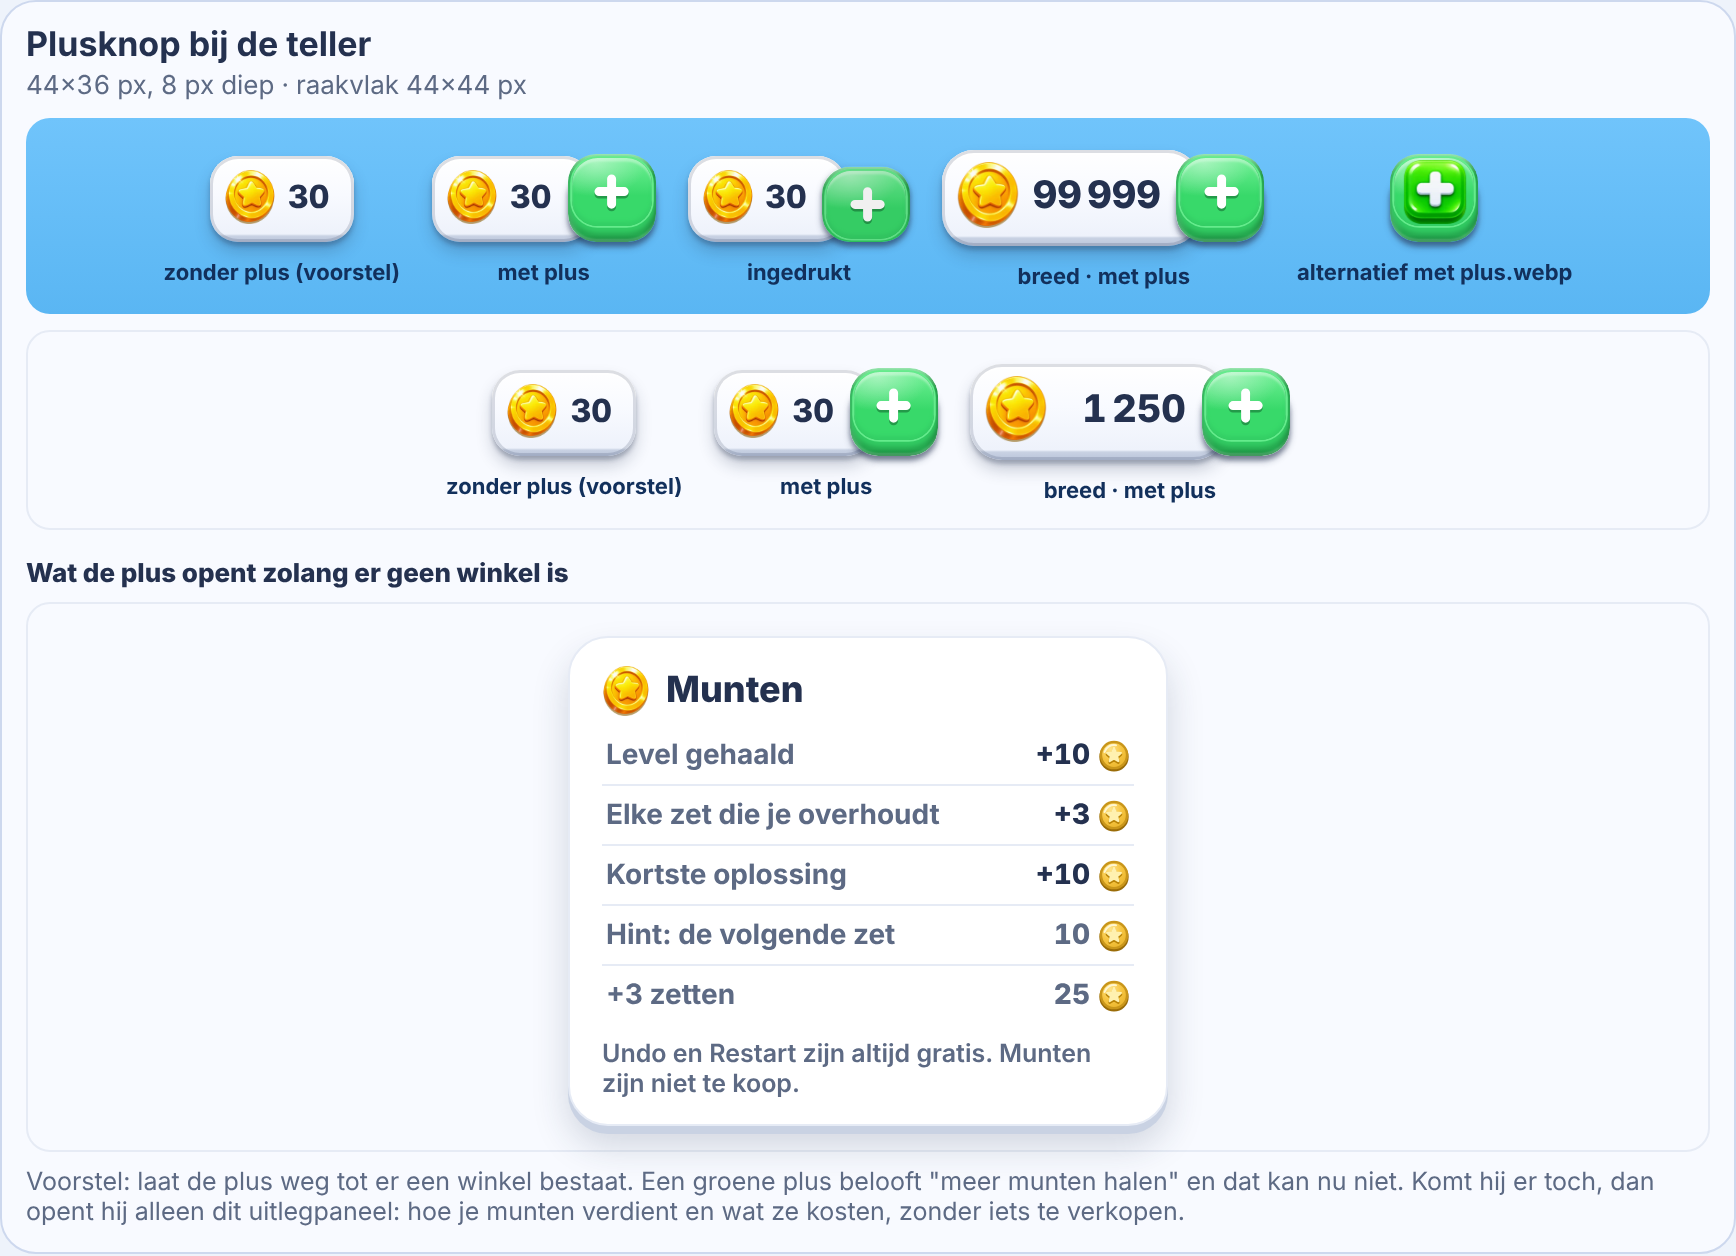 Plusknop bij de teller
44×36 px, 8 px diep · raakvlak 44×44 px
30
30
30
99 999
zonder plus (voorstel)
met plus
ingedrukt
breed · met plus
alternatief met plus.webp
30
30
1 250
zonder plus (voorstel)
met plus
breed · met plus
Wat de plus opent zolang er geen winkel is
Munten
Level gehaald +10
Elke zet die je overhoudt +3
Kortste oplossing +10
Hint: de volgende zet 10
+3 zetten 25
Undo en Restart zijn altijd gratis. Munten
zijn niet te koop.
Voorstel: laat de plus weg tot er een winkel bestaat. Een groene plus belooft "meer munten halen" en dat kan nu niet. Komt hij er toch, dan
opent hij alleen dit uitlegpaneel: hoe je munten verdient en wat ze kosten, zonder iets te verkopen.